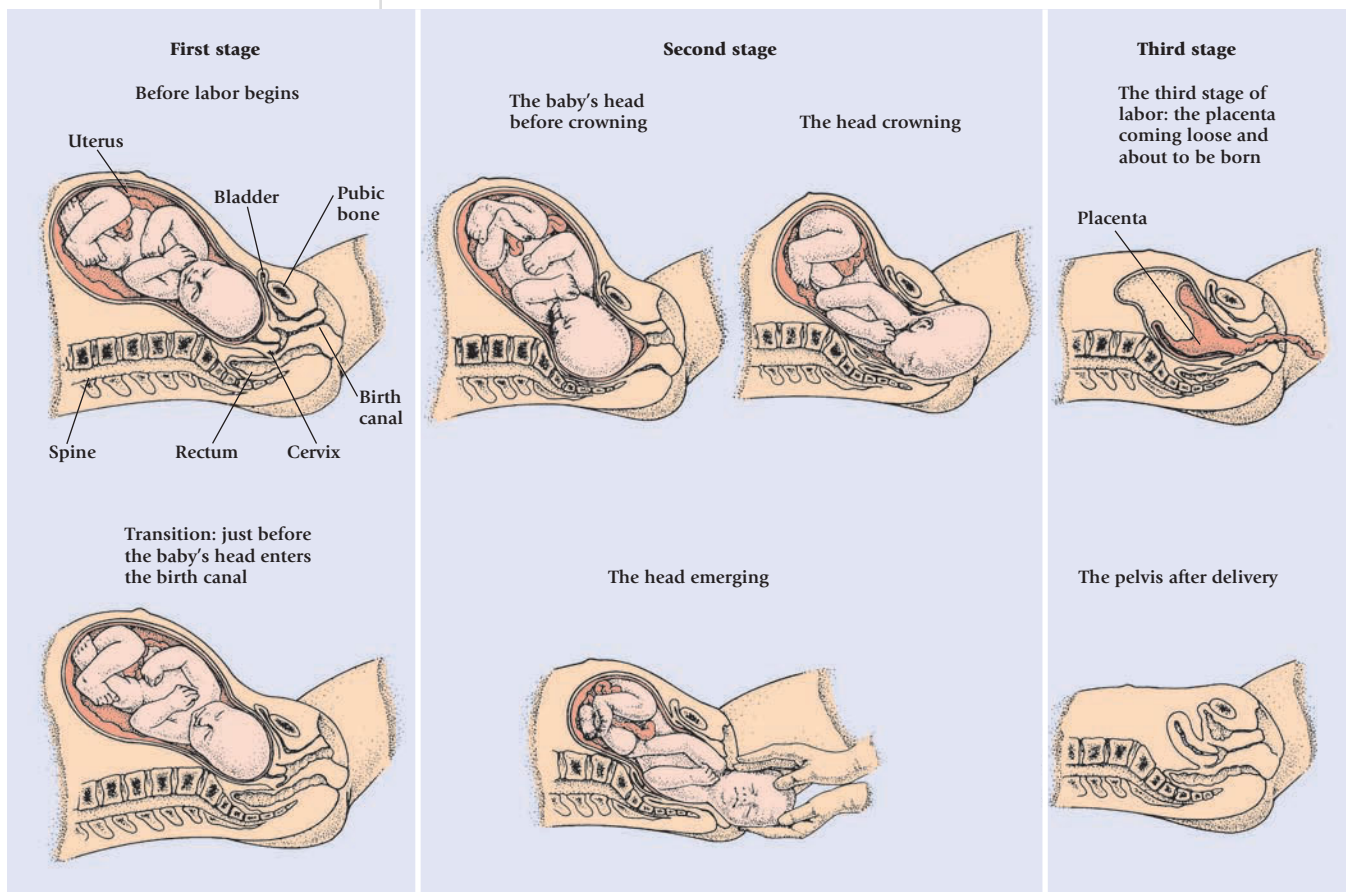 First stage
Before labor begins
Uterus
Bladder
Pubic
bone
Birth
canal
Spine
Rectum
Cervix
Transition: just before
the baby's head enters
the birth canal
Second stage
The baby's head
before crowning
The head crowning
The head emerging
Third stage
The third stage of
labor: the placenta
coming loose and
about to be born
Placenta
The pelvis after delivery